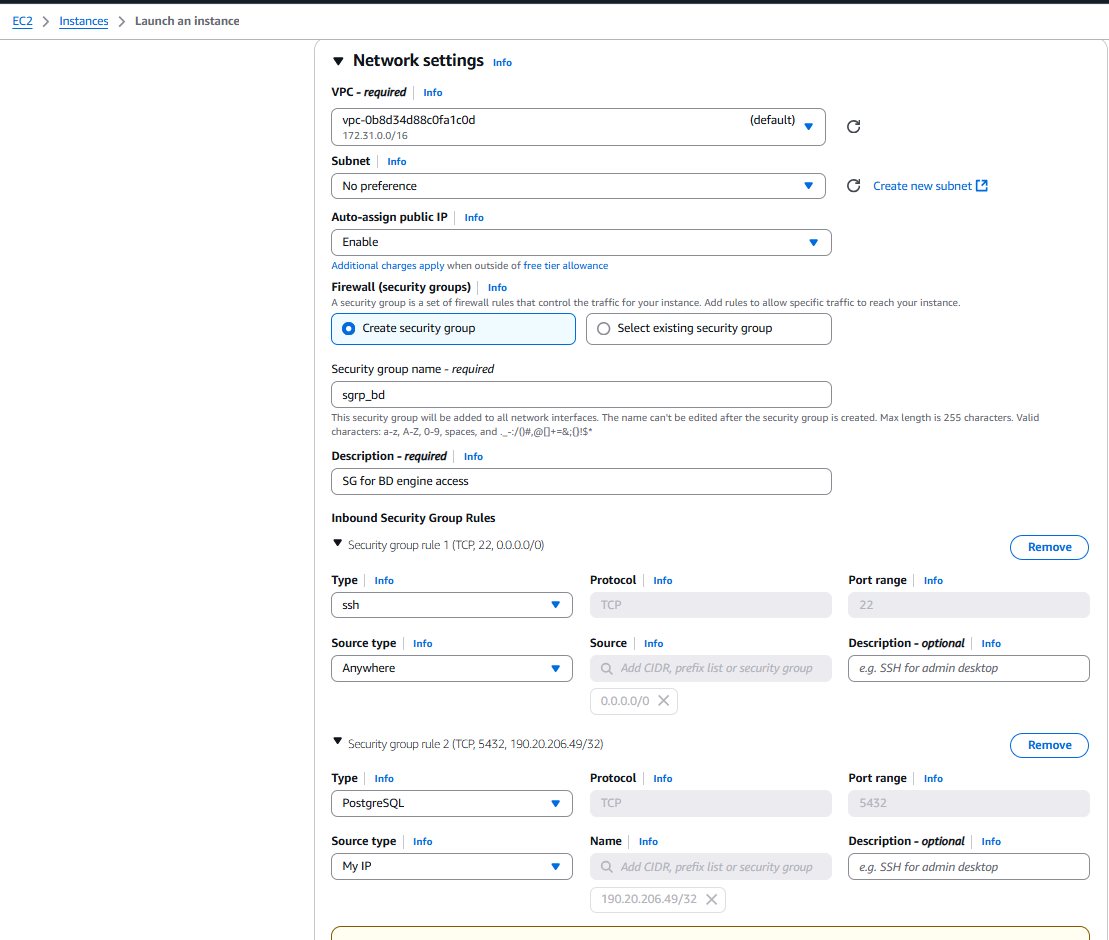 EC2 > Instances > Launch an instance
Network settings Info
VPC - required Info
vpc-0b8d34d88c0fa1c0d (default)
172.31.0.0/16
Subnet Info
No preference Create new subnet
Auto-assign public IP Info
Enable
Additional charges apply when outside of free tier allowance
Firewall (security groups) Info
A security group is a set of firewall rules that control the traffic for your instance. Add rules to allow specific traffic to reach your instance.
Create security group Select existing security group
Security group name - required
sgrp_bd
This security group will be added to all network interfaces. The name can't be edited after the security group is created. Max length is 255 characters. Valid
characters: a-z, A-Z, 0-9, spaces, and ._-:/()#,@[]+=&;{}!$*
Description - required Info
SG for BD engine access
Inbound Security Group Rules
Security group rule 1 (TCP, 22, 0.0.0.0/0) Remove
Type Info Protocol Info Port range Info
ssh TCP 22
Source type Info Source Info Description - optional Info
Anywhere Add CIDR, prefix list or security group e.g. SSH for admin desktop
0.0.0.0/0
Security group rule 2 (TCP, 5432, 190.20.206.49/32) Remove
Type Info Protocol Info Port range Info
PostgreSQL TCP 5432
Source type Info Name Info Description - optional Info
My IP Add CIDR, prefix list or security group e.g. SSH for admin desktop
190.20.206.49/32